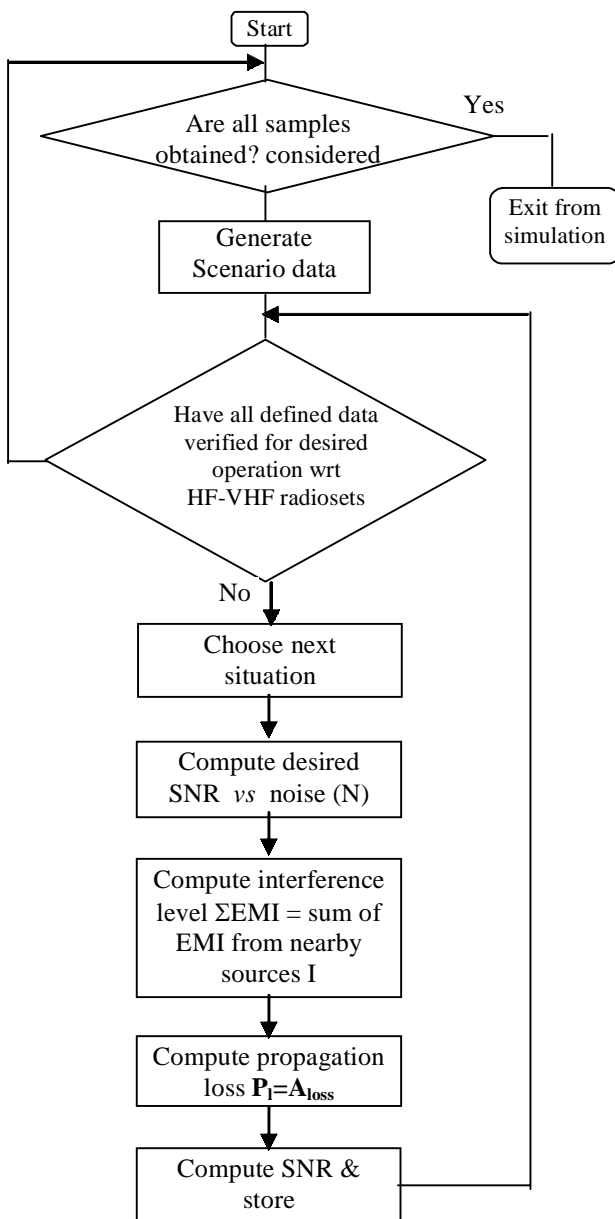 Start
Yes
Are all samples
obtained? considered
Exit from
simulation
Generate
Scenario data
Have all defined data
verified for desired
operation wrt
HF-VHF radiosets
No
Choose next
situation
Compute desired
SNR vs noise (N)
Compute interference
level ΣEMI = sum of
EMI from nearby
sources I
Compute propagation
loss Pl=Aloss
Compute SNR &
store